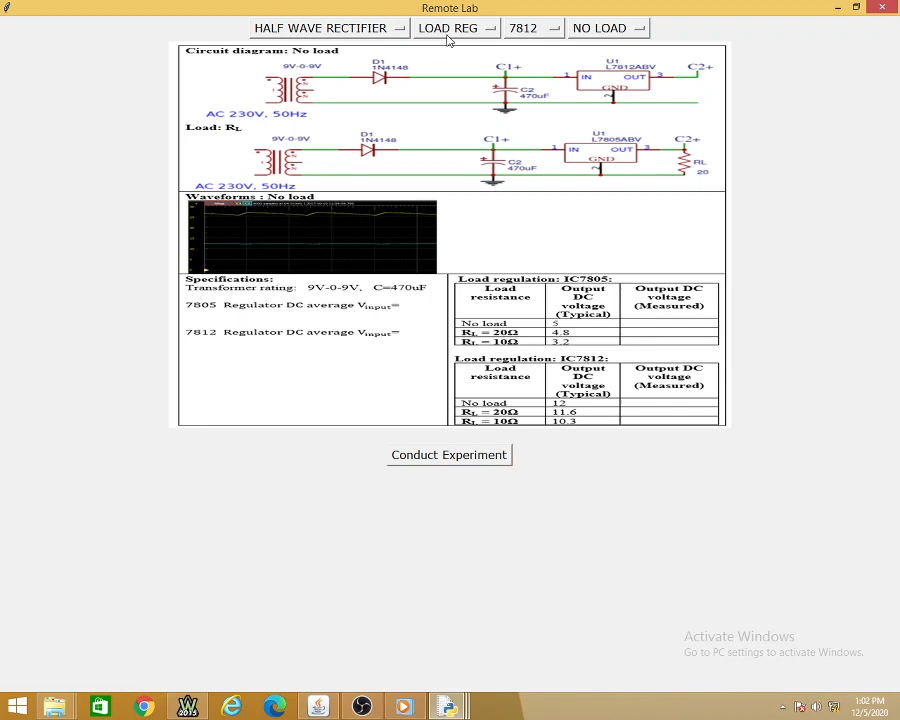 Remote Lab
HALF WAVE RECTIFIER LOAD REG 7812 NO LOAD
Circuit diagram: No load
9V-0-9V D1 1N4148 C1+ U1 L7812ABV C2+
1 IN OUT 3
GND
2
C2
470uF
AC 230V, 50Hz
Load: RL
9V-0-9V D1 1N4148 C1+ U1 L7805ABV C2+
1 IN OUT 3
GND
2
C2
470uF
RL
20
AC 230V, 50Hz
Waveforms : No load
Specifications:
Transformer rating: 9V-0-9V, C=470uF
7805 Regulator DC average Vinput=
7812 Regulator DC average Vinput=
Load regulation: IC7805:
Load resistance Output DC voltage (Typical) Output DC voltage (Measured)
No load 5
RL = 20Ω 4.8
RL = 10Ω 3.2
Load regulation: IC7812:
Load resistance Output DC voltage (Typical) Output DC voltage (Measured)
No load 12
RL = 20Ω 11.6
RL = 10Ω 10.3
Conduct Experiment
Activate Windows
Go to PC settings to activate Windows.
2013
1:02 PM
12/5/2020